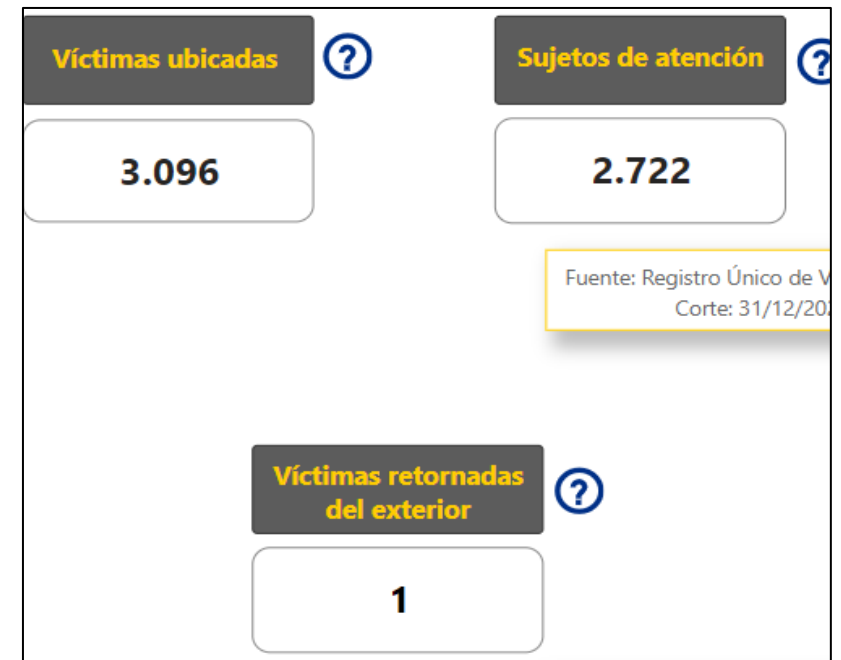 Víctimas ubicadas
?
Sujetos de atención
?
3.096
2.722
Fuente: Registro Único de
Corte: 31/12/
Víctimas retornadas
del exterior
?
1